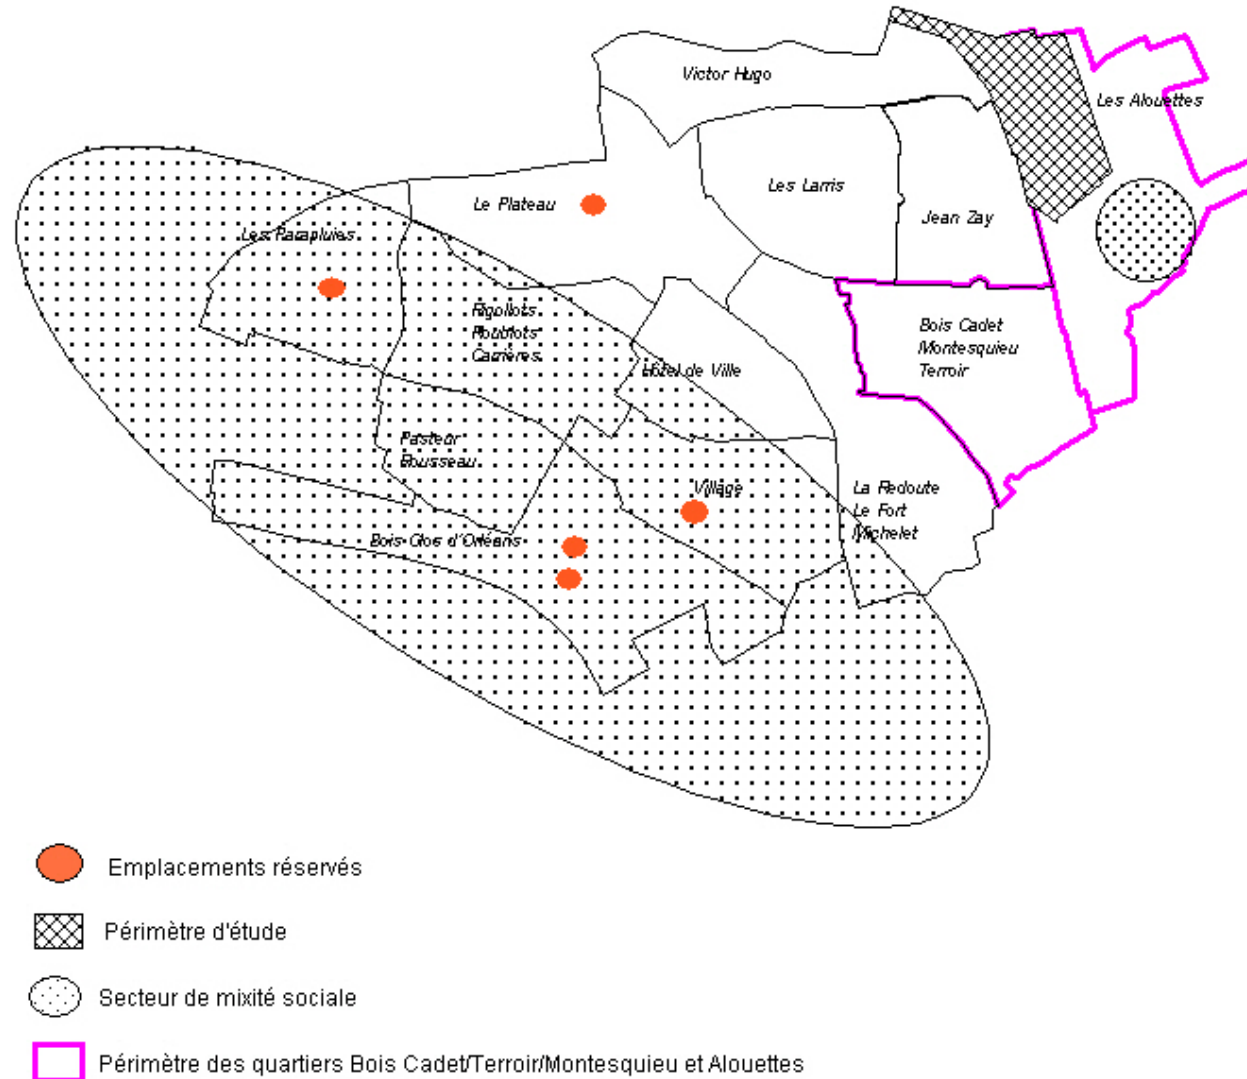 Victor Hugo
Les Alouettes
Les Larris
Le Plateau
Jean Zay
Les Parapluies
Rigollots
Roublots
Carrières
Bois Cadet
Montesquieu
Terroir
Hôtel de Ville
Pasteur
Rousseau
Village
La Redoute
Le Fort
Michelet
Bois-Clos d'Orléans
Emplacements réservés
Périmètre d'étude
Secteur de mixité sociale
Périmètre des quartiers Bois Cadet/Terroir/Montesquieu et Alouettes